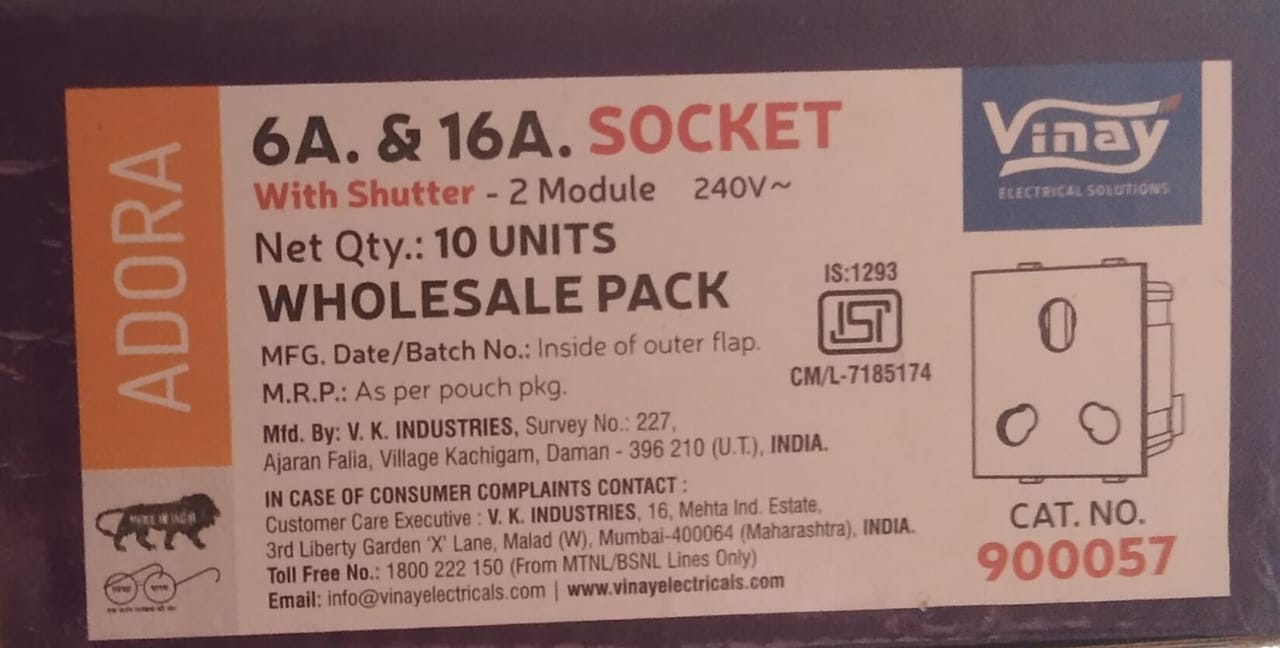 ADORA
6A. & 16A. SOCKET
With Shutter - 2 Module 240V~
Net Qty.: 10 UNITS
WHOLESALE PACK
MFG. Date/Batch No.: Inside of outer flap.
M.R.P.: As per pouch pkg.
Mfd. By: V. K. INDUSTRIES, Survey No.: 227,
Ajaran Falia, Village Kachigam, Daman - 396 210 (U.T.), INDIA.
IN CASE OF CONSUMER COMPLAINTS CONTACT :
Customer Care Executive : V. K. INDUSTRIES, 16, Mehta Ind. Estate,
3rd Liberty Garden 'X' Lane, Malad (W), Mumbai-400064 (Maharashtra), INDIA.
Toll Free No.: 1800 222 150 (From MTNL/BSNL Lines Only)
Email: info@vinayelectricals.com | www.vinayelectricals.com
IS:1293
ISI
CM/L-7185174
Vinay
ELECTRICAL SOLUTIONS
CAT. NO.
900057
MAKE IN INDIA